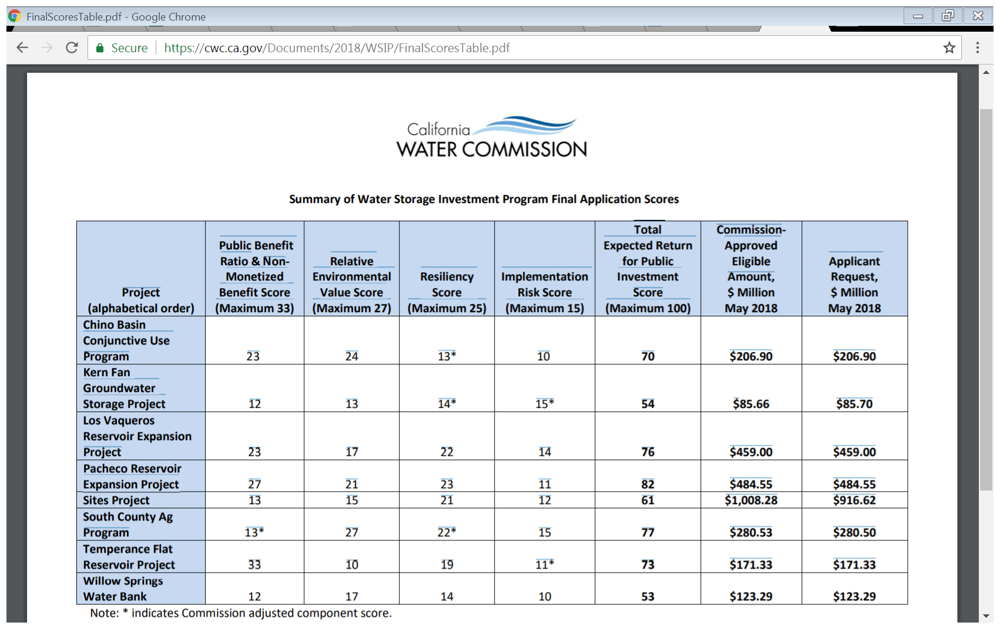 FinalScoresTable.pdf - Google Chrome
Secure https://cwc.ca.gov/Documents/2018/WSIP/FinalScoresTable.pdf
California
WATER COMMISSION
Summary of Water Storage Investment Program Final Application Scores
Project
(alphabetical order)
Public Benefit
Ratio & Non-
Monetized
Benefit Score
(Maximum 33)
Relative
Environmental
Value Score
(Maximum 27)
Resiliency
Score
(Maximum 25)
Implementation
Risk Score
(Maximum 15)
Total
Expected Return
for Public
Investment
Score
(Maximum 100)
Commission-
Approved
Eligible
Amount,
$ Million
May 2018
Applicant
Request,
$ Million
May 2018
Chino Basin
Conjunctive Use
Program 23 24 13* 10 70 $206.90 $206.90
Kern Fan
Groundwater
Storage Project 12 13 14* 15* 54 $85.66 $85.70
Los Vaqueros
Reservoir Expansion
Project 23 17 22 14 76 $459.00 $459.00
Pacheco Reservoir
Expansion Project 27 21 23 11 82 $484.55 $484.55
Sites Project 13 15 21 12 61 $1,008.28 $916.62
South County Ag
Program 13* 27 22* 15 77 $280.53 $280.50
Temperance Flat
Reservoir Project 33 10 19 11* 73 $171.33 $171.33
Willow Springs
Water Bank 12 17 14 10 53 $123.29 $123.29
Note: * indicates Commission adjusted component score.